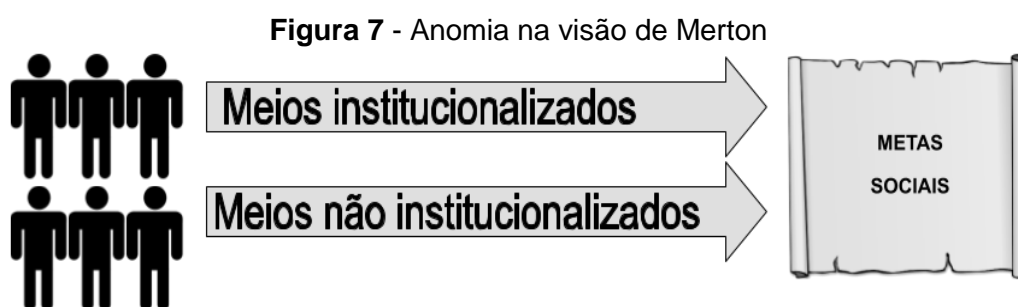 Figura 7 - Anomia na visão de Merton
Meios institucionalizados
Meios não institucionalizados
METAS
SOCIAIS